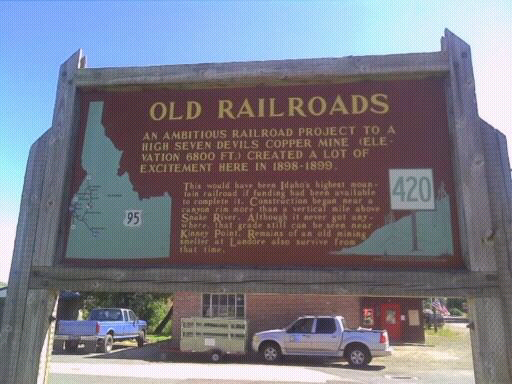 OLD RAILROADS
AN AMBITIOUS RAILROAD PROJECT TO A
HIGH SEVEN DEVILS COPPER MINE (ELE-
VATION 6800 FT.) CREATED A LOT OF
EXCITEMENT HERE IN 1898-1899.
This would have been Idaho's highest moun-
tain railroad if funding had been available
to complete it. Construction began near a
canyon rim more than a vertical mile above
Snake River. Although it never got any-
where, that grade still can be seen near
Kinney Point. Remains of an old mining
smelter at Landore also survive from
that time.
420
95